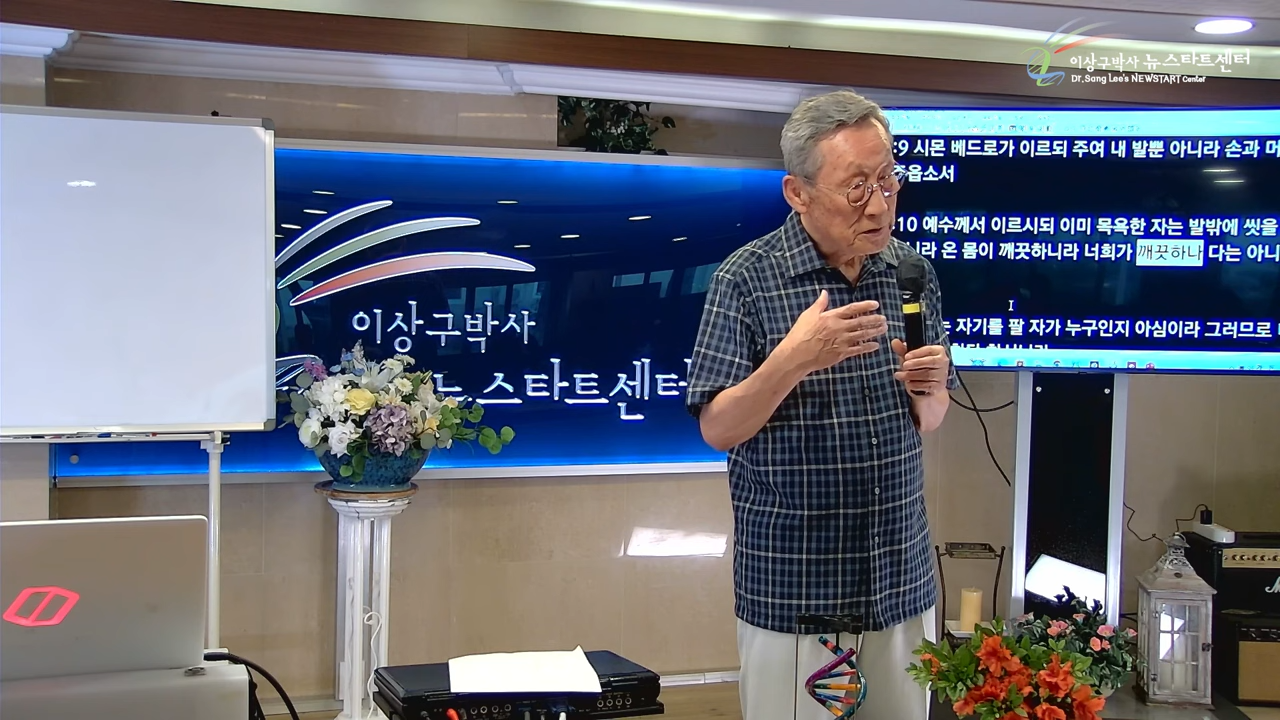 이상구박사 뉴스타트센터
Dr. Sang Lee's NEWSTART Center
:9 시몬 베드로가 이르되 주여 내 발뿐 아니라 손과 머
주옵소서
10 예수께서 이르시되 이미 목욕한 자는 발밖에 씻을
니라 온 몸이 깨끗하니라 너희가 깨끗하나 다는 아니
는 자기를 팔 자가 누구인지 아심이라 그러므로
이상구박사
뉴스타트센터